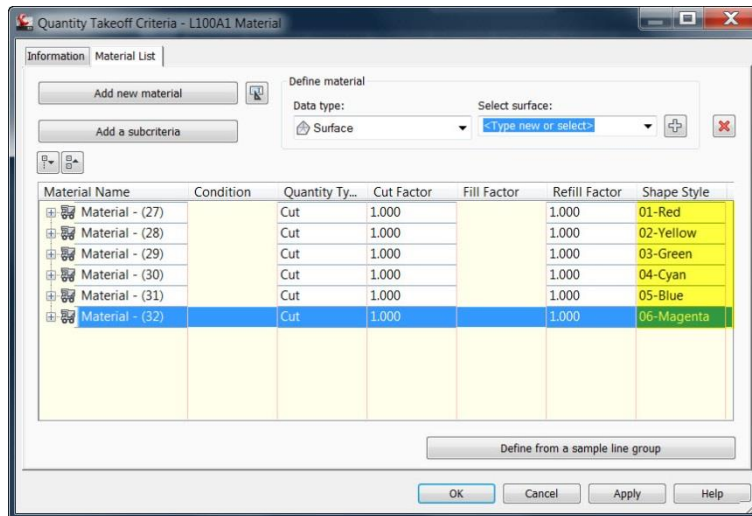 Quantity Takeoff Criteria - L100A1 Material
Information Material List
Add new material
Define material
Data type: Select surface:
Add a subcriteria
Surface <Type new or select>
Material Name Condition Quantity Ty... Cut Factor Fill Factor Refill Factor Shape Style
Material - (27) Cut 1.000 1.000 01-Red
Material - (28) Cut 1.000 1.000 02-Yellow
Material - (29) Cut 1.000 1.000 03-Green
Material - (30) Cut 1.000 1.000 04-Cyan
Material - (31) Cut 1.000 1.000 05-Blue
Material - (32) Cut 1.000 1.000 06-Magenta
Define from a sample line group
OK Cancel Apply Help